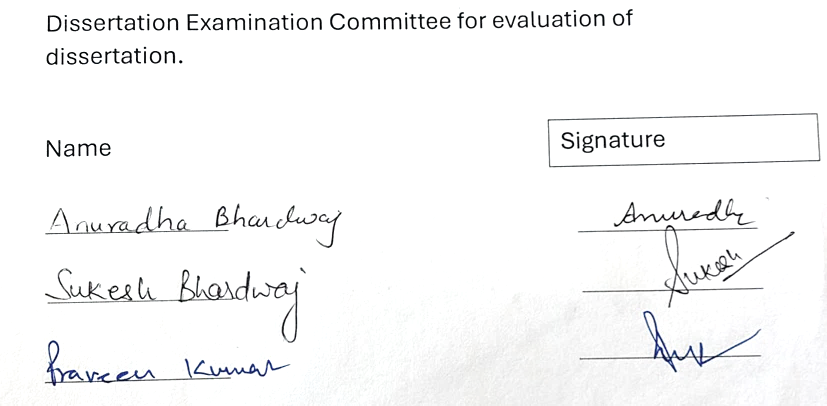 Dissertation Examination Committee for evaluation of
dissertation.
Name Signature
Anuradha Bhardwaj Anuradha
Sukesh Bhardwaj Sukesh
Praveen Kumar